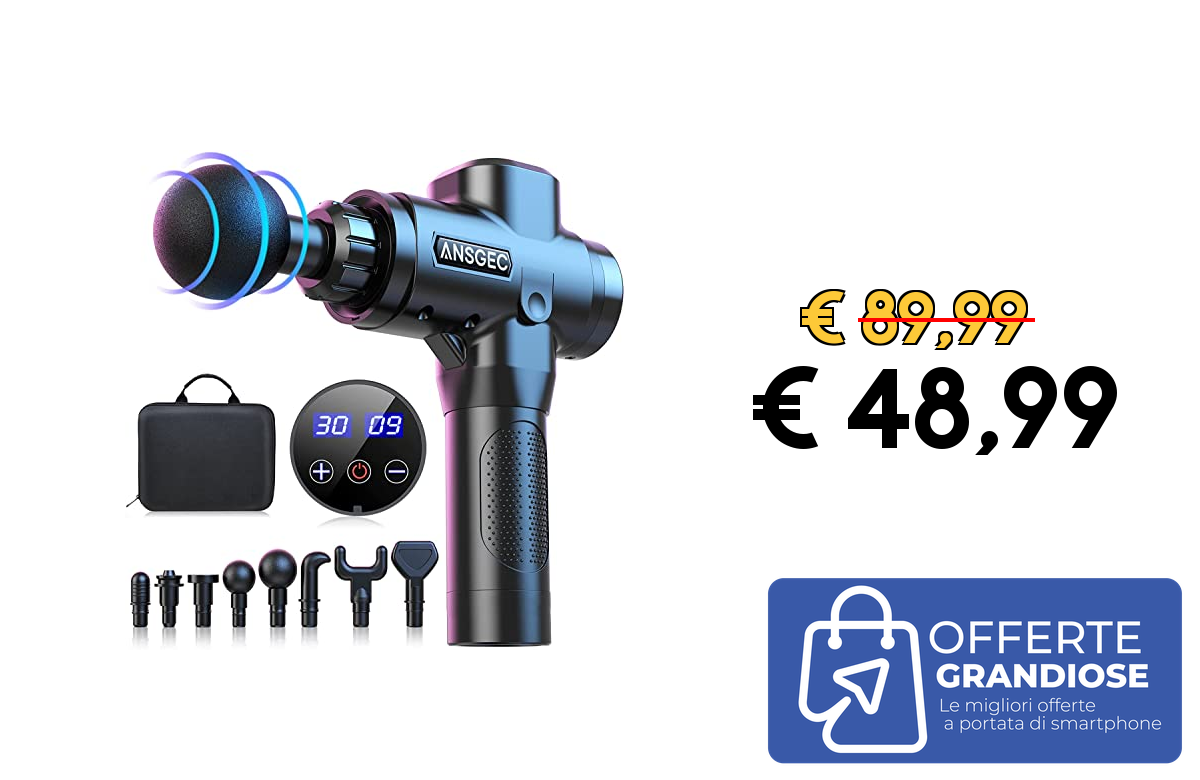 ANSGEC
€ 89,99
€ 48,99
30 09
OFFERTE
GRANDIOSE
Le migliori offerte
a portata di smartphone